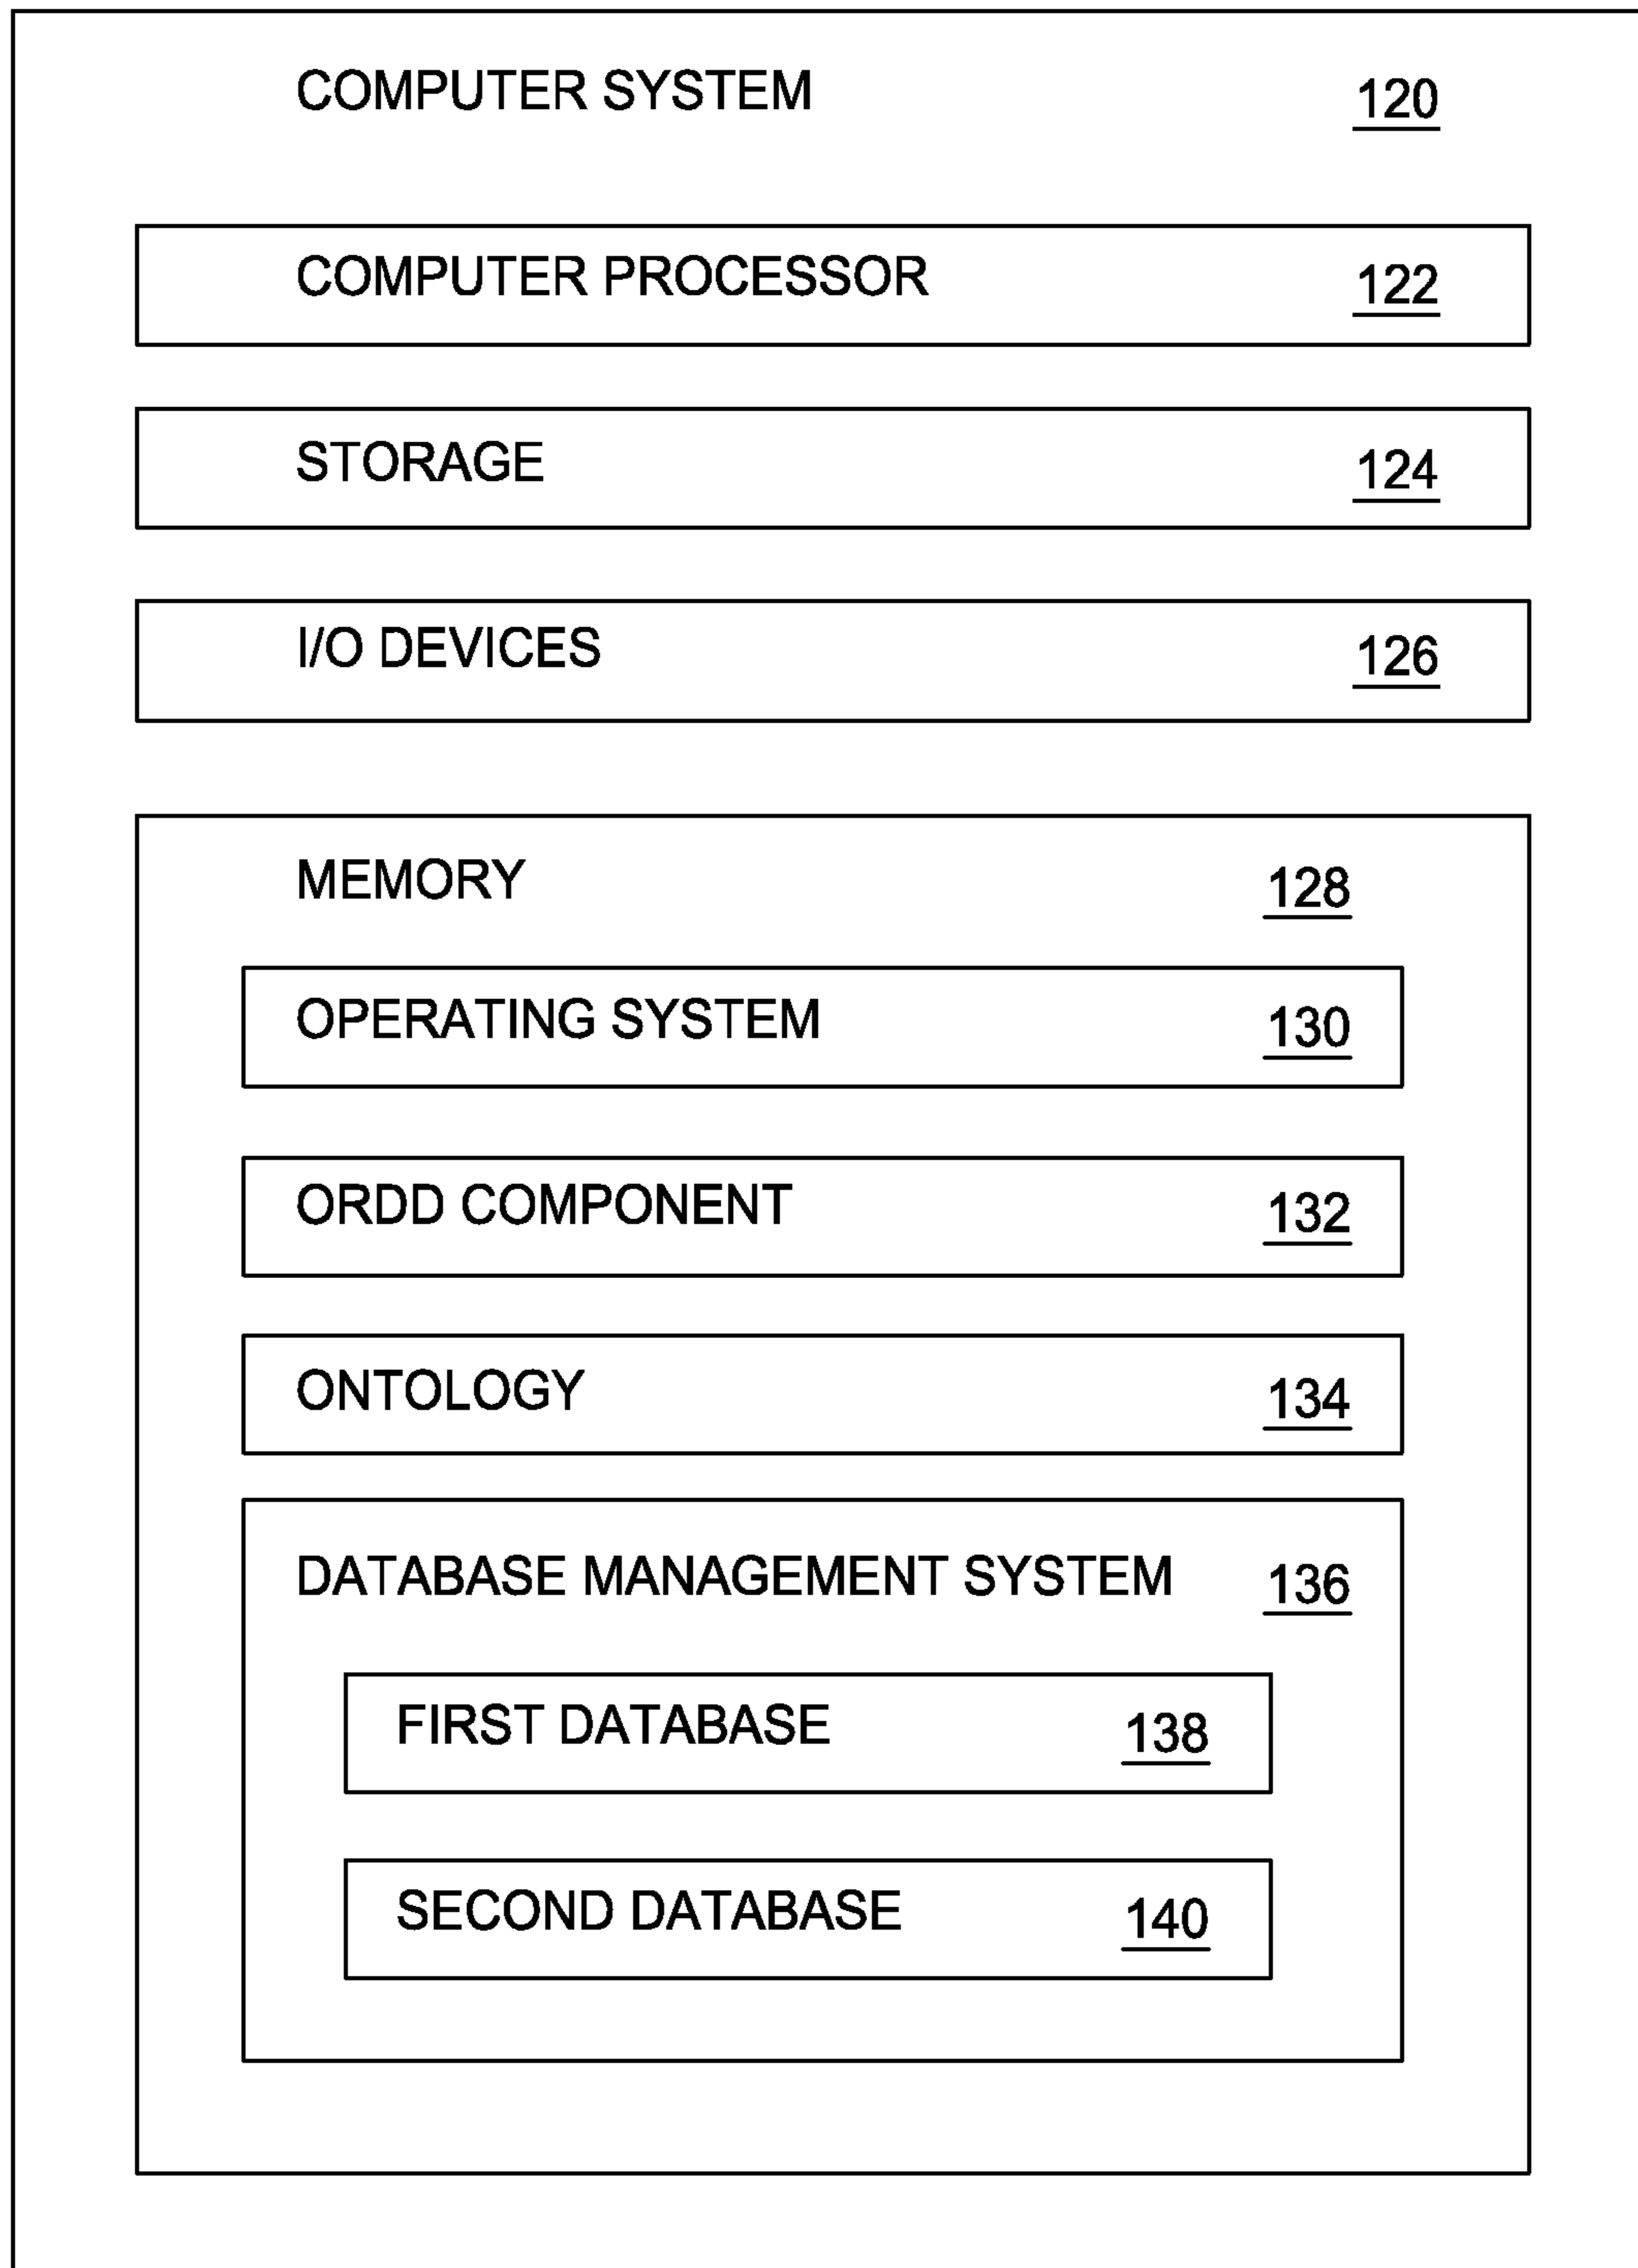 COMPUTER SYSTEM 120
COMPUTER PROCESSOR 122
STORAGE 124
I/O DEVICES 126
MEMORY 128
OPERATING SYSTEM 130
ORDD COMPONENT 132
ONTOLOGY 134
DATABASE MANAGEMENT SYSTEM 136
FIRST DATABASE 138
SECOND DATABASE 140